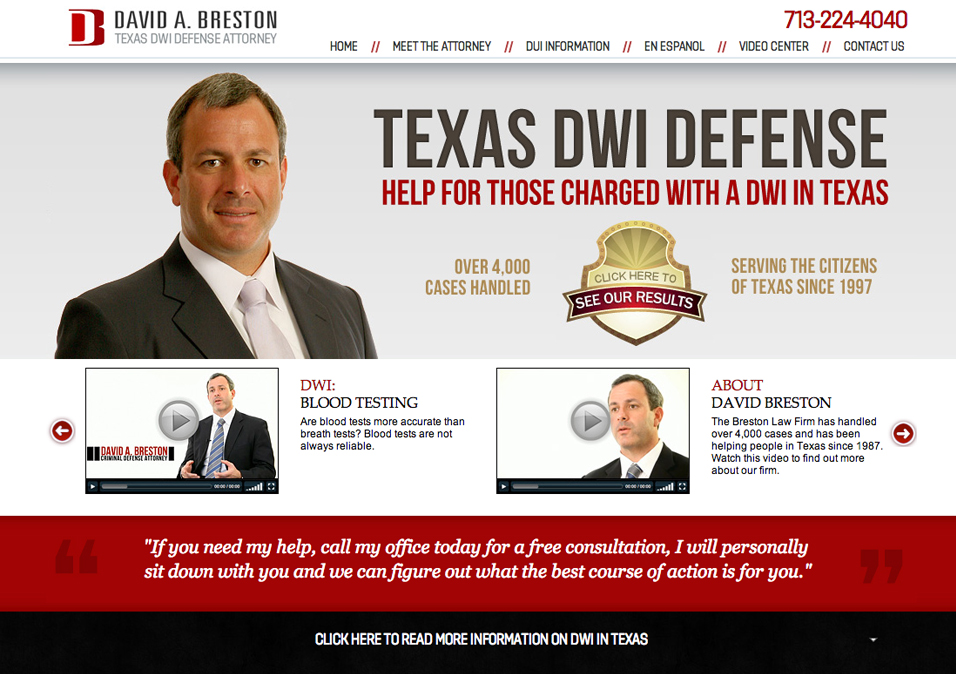 DAVID A. BRESTON
TEXAS DWI DEFENSE ATTORNEY
713-224-4040
HOME // MEET THE ATTORNEY // DUI INFORMATION // EN ESPANOL // VIDEO CENTER // CONTACT US
TEXAS DWI DEFENSE
HELP FOR THOSE CHARGED WITH A DWI IN TEXAS
OVER 4,000
CASES HANDLED
CLICK HERE TO
SEE OUR RESULTS
SERVING THE CITIZENS
OF TEXAS SINCE 1997
DAVID A. BRESTON
CRIMINAL DEFENSE ATTORNEY
00:00 / 00:00
DWI:
BLOOD TESTING
Are blood tests more accurate than
breath tests? Blood tests are not
always reliable.
00:00 / 00:00
ABOUT
DAVID BRESTON
The Breston Law Firm has handled
over 4,000 cases and has been
helping people in Texas since 1987.
Watch this video to find out more
about our firm.
"If you need my help, call my office today for a free consultation, I will personally
sit down with you and we can figure out what the best course of action is for you."
CLICK HERE TO READ MORE INFORMATION ON DWI IN TEXAS